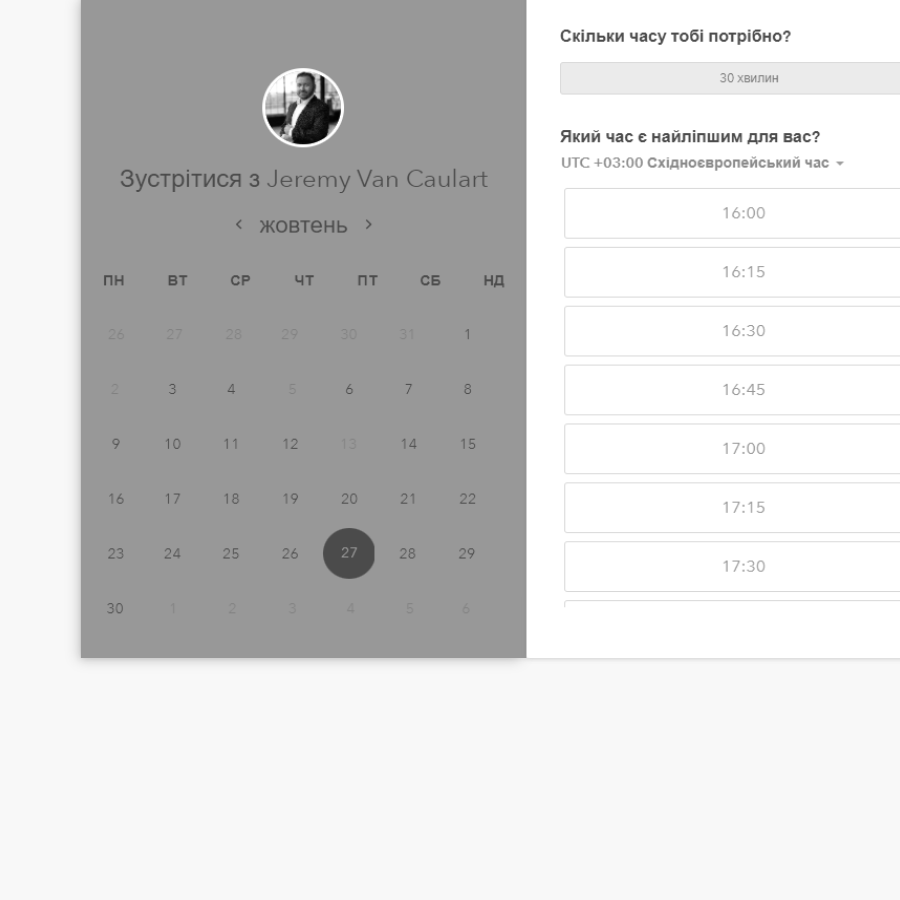 Зустрітися з Jeremy Van Caulart
жовтень
ПН ВТ СР ЧТ ПТ СБ НД
26 27 28 29 30 31 1
2 3 4 5 6 7 8
9 10 11 12 13 14 15
16 17 18 19 20 21 22
23 24 25 26 27 28 29
30 1 2 3 4 5 6
Скільки часу тобі потрібно?
30 хвилин
Який час є найліпшим для вас?
UTC +03:00 Східноєвропейський час
16:00
16:15
16:30
16:45
17:00
17:15
17:30